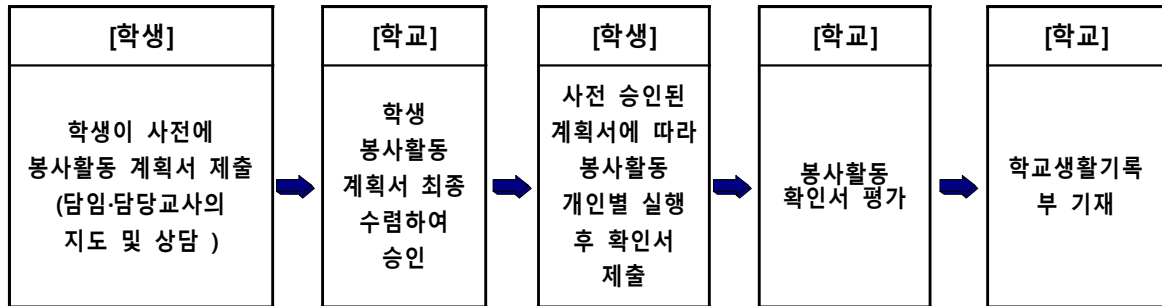 [학생]
학생이 사전에
봉사활동 계획서 제출
(담임·담당교사의
지도 및 상담 )
[학교]
학생
봉사활동
계획서 최종
수렴하여
승인
[학생]
사전 승인된
계획서에 따라
봉사활동
개인별 실행
후 확인서
제출
[학교]
봉사활동
확인서 평가
[학교]
학교생활기록
부 기재